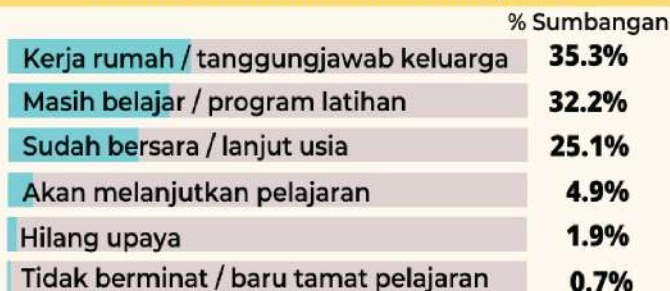 % Sumbangan
Kerja rumah / tanggungjawab keluarga 35.3%
Masih belajar / program latihan 32.2%
Sudah bersara / lanjut usia 25.1%
Akan melanjutkan pelajaran 4.9%
Hilang upaya 1.9%
Tidak berminat / baru tamat pelajaran 0.7%